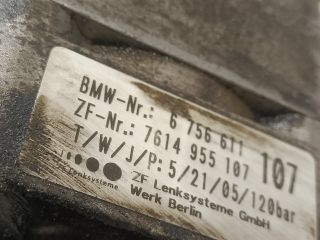 BMW-Nr.: 6 756 611
ZF-Nr.: 7614 955 107 107
T/W/J/P: 5/21/05/120bar
Lenksysteme ZF Lenksysteme GmbH
Werk Berlin